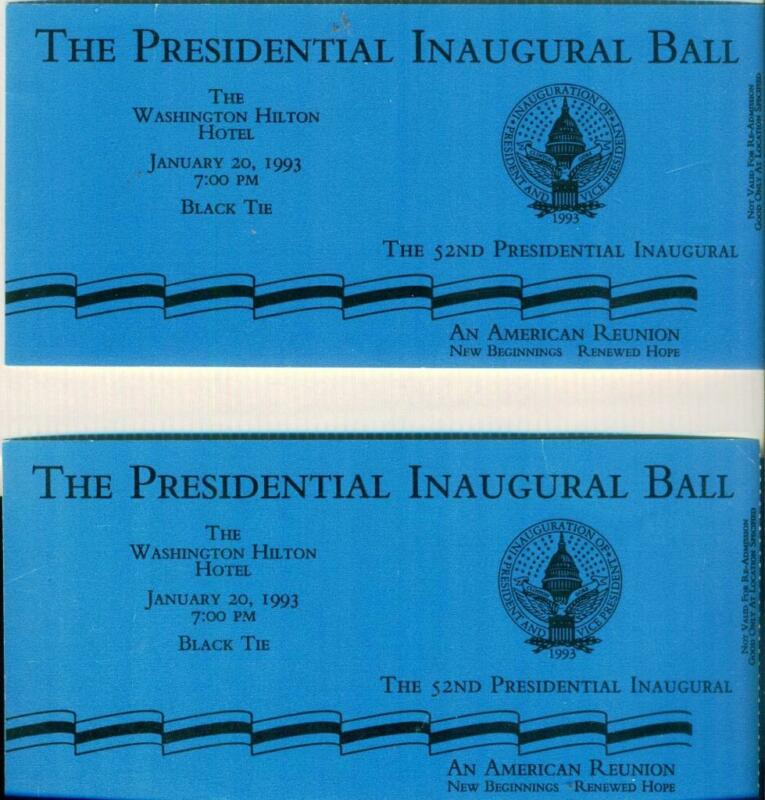 The Presidential Inaugural Ball
The
Washington Hilton
Hotel
January 20, 1993
7:00 PM
Black Tie
INAUGURATION OF
PRESIDENT AND VICE PRESIDENT
1993
The 52nd Presidential Inaugural
An American Reunion
New Beginnings Renewed Hope
Not Valid For Re-Admission
Good Only At Location Specified
The Presidential Inaugural Ball
The
Washington Hilton
Hotel
January 20, 1993
7:00 PM
Black Tie
INAUGURATION OF
PRESIDENT AND VICE PRESIDENT
1993
The 52nd Presidential Inaugural
An American Reunion
New Beginnings Renewed Hope
Not Valid For Re-Admission
Good Only At Location Specified